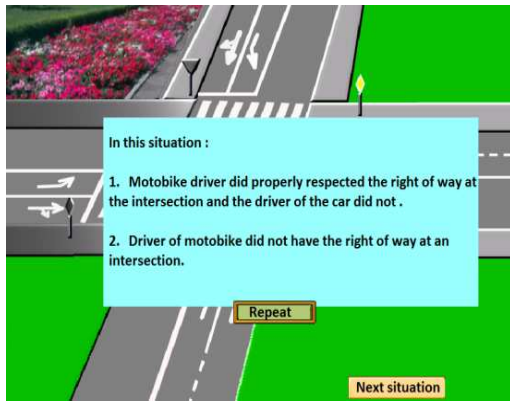 In this situation :
1. Motobike driver did properly respected the right of way at
the intersection and the driver of the car did not .
2. Driver of motobike did not have the right of way at an
intersection.
Repeat
Next situation